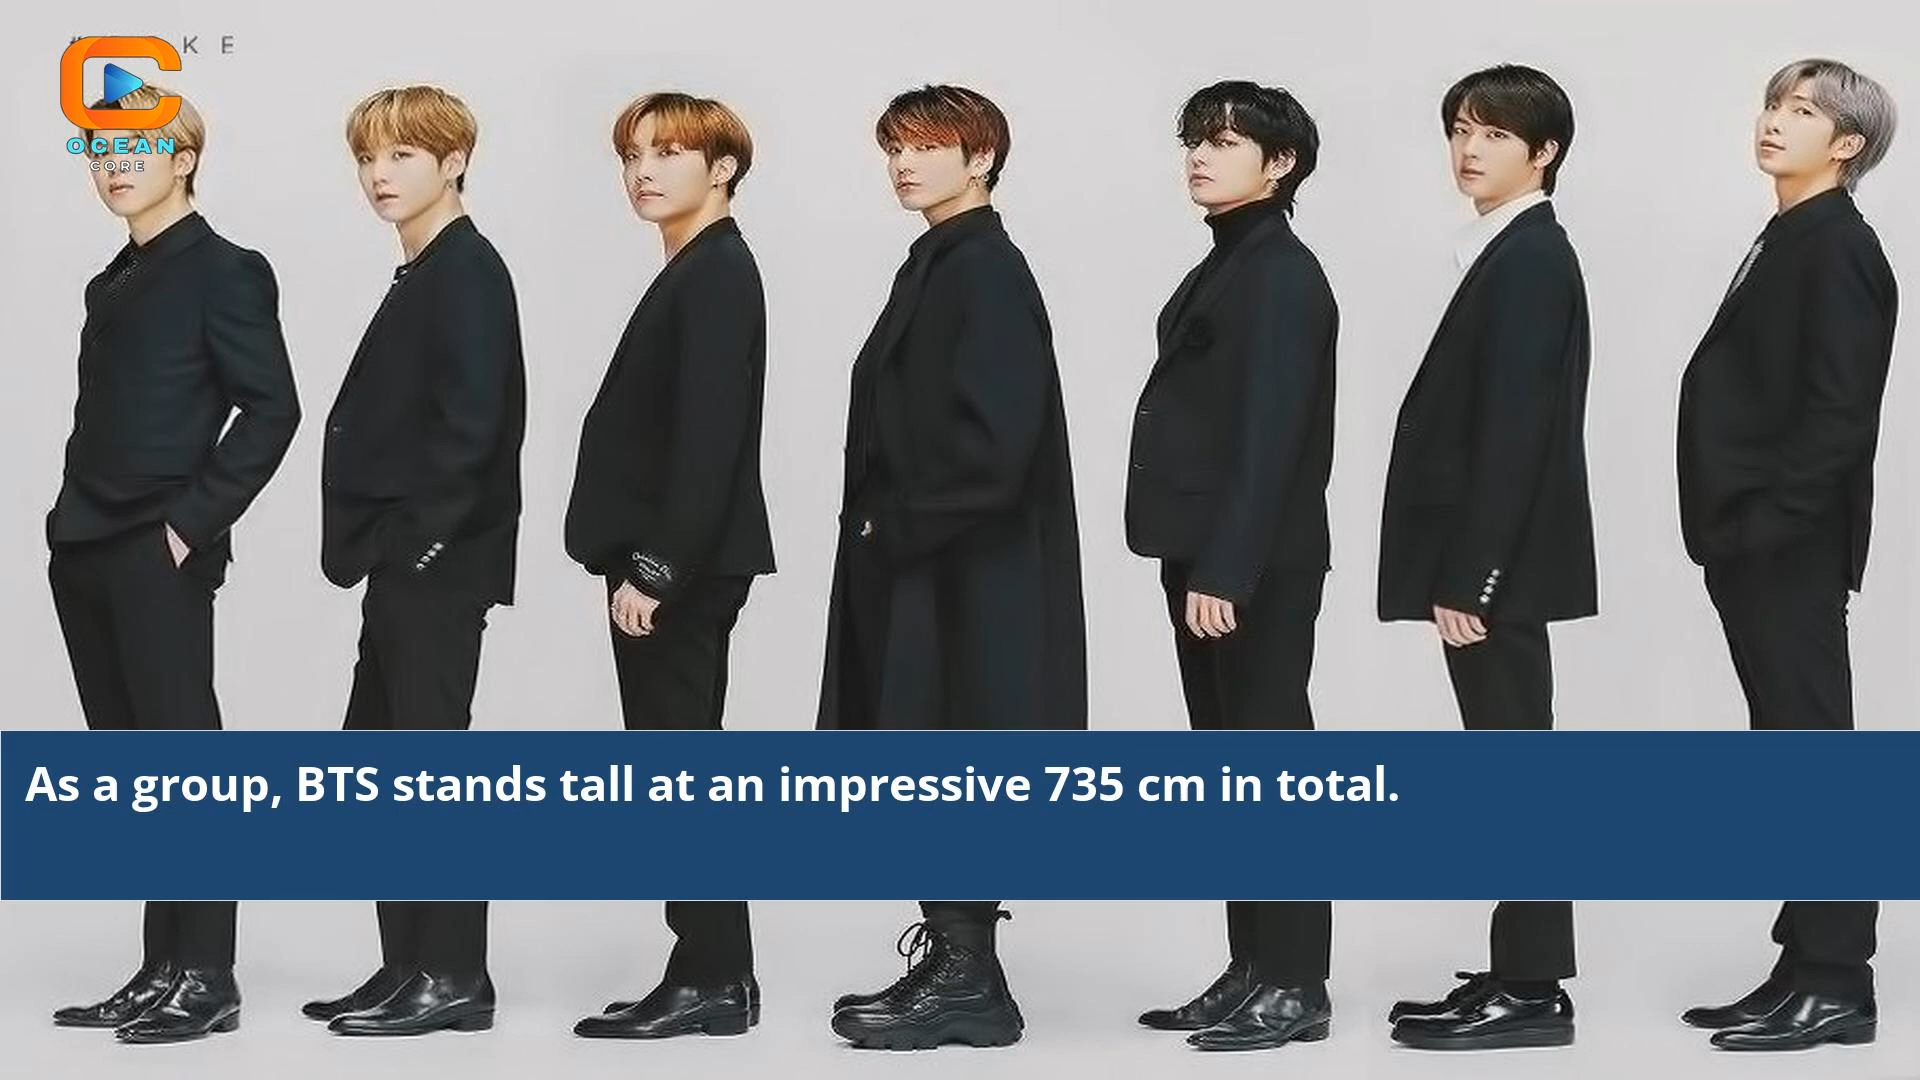 K E
OCEAN
CORE
As a group, BTS stands tall at an impressive 735 cm in total.